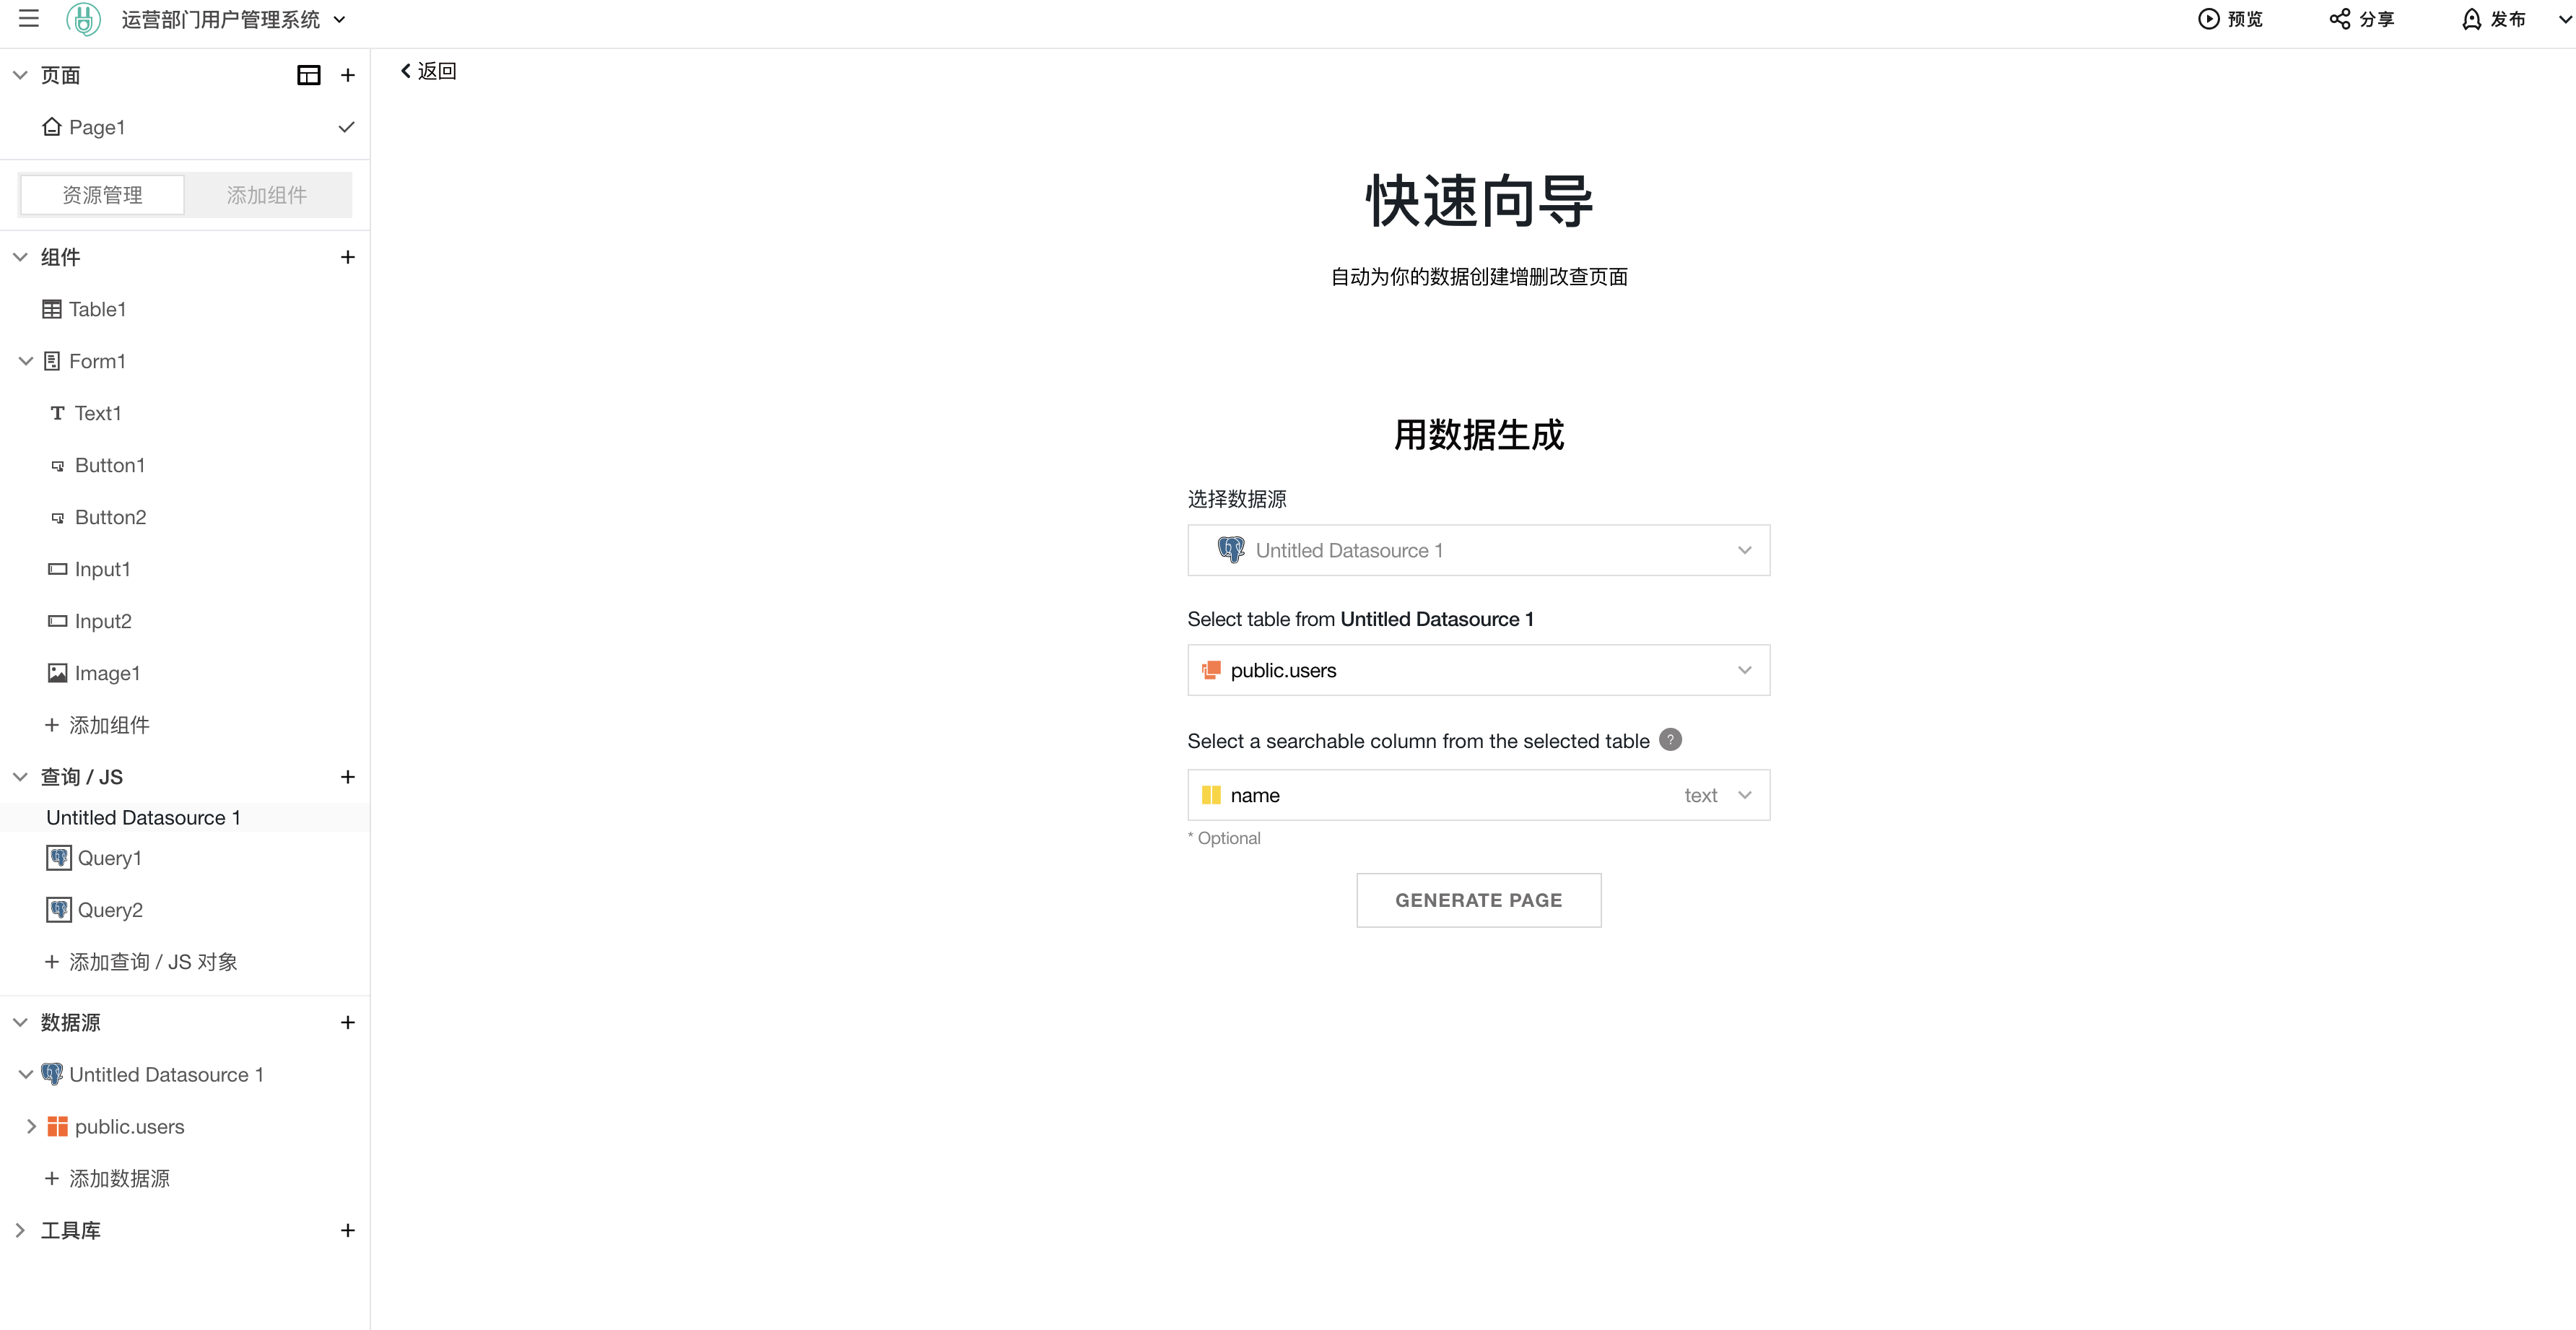 运营部门用户管理系统
预览
分享
发布
页面
Page1
资源管理
添加组件
组件
Table1
Form1
Text1
Button1
Button2
Input1
Input2
Image1
添加组件
查询 / JS
Untitled Datasource 1
Query1
Query2
添加查询 / JS 对象
数据源
Untitled Datasource 1
public.users
添加数据源
工具库
返回
快速向导
自动为你的数据创建增删改查页面
用数据生成
选择数据源
Untitled Datasource 1
Select table from Untitled Datasource 1
public.users
Select a searchable column from the selected table ?
name text
* Optional
GENERATE PAGE